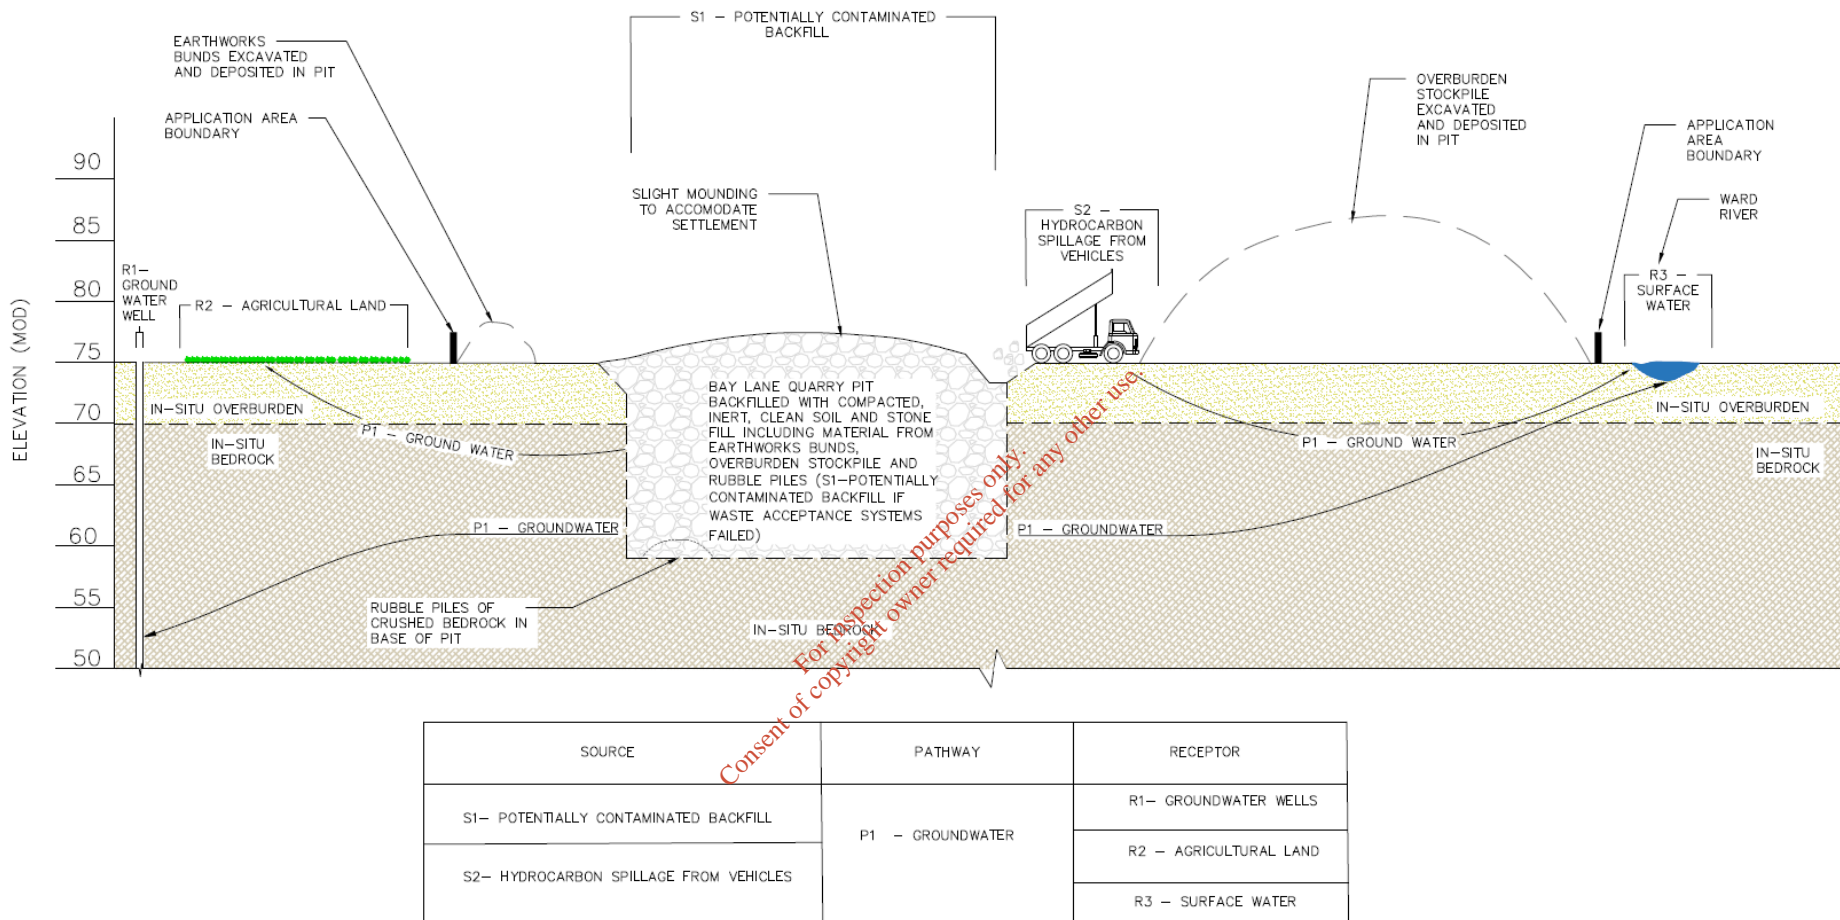 S1 – POTENTIALLY CONTAMINATED
BACKFILL
EARTHWORKS
BUNDS EXCAVATED
AND DEPOSITED IN PIT
APPLICATION AREA
BOUNDARY
OVERBURDEN
STOCKPILE
EXCAVATED
AND DEPOSITED
IN PIT
APPLICATION
AREA
BOUNDARY
SLIGHT MOUNDING
TO ACCOMODATE
SETTLEMENT
S2 –
HYDROCARBON
SPILLAGE FROM
VEHICLES
WARD
RIVER
R1–
GROUND
WATER
WELL
R2 – AGRICULTURAL LAND
R3 –
SURFACE
WATER
ELEVATION (MOD)
90
85
80
75
70
65
60
55
50
IN-SITU OVERBURDEN
IN-SITU
BEDROCK
P1 – GROUND WATER
BAY LANE QUARRY PIT
BACKFILLED WITH COMPACTED,
INERT, CLEAN SOIL AND STONE
FILL INCLUDING MATERIAL FROM
EARTHWORKS BUNDS,
OVERBURDEN STOCKPILE AND
RUBBLE PILES (S1–POTENTIALLY
CONTAMINATED BACKFILL IF
WASTE ACCEPTANCE SYSTEMS
FAILED)
P1 – GROUND WATER
IN-SITU OVERBURDEN
IN-SITU
BEDROCK
P1 – GROUNDWATER
P1 – GROUNDWATER
RUBBLE PILES OF
CRUSHED BEDROCK IN
BASE OF PIT
IN-SITU BEDROCK
For inspection purposes only.
Consent of copyright owner required for any other use.
SOURCE
PATHWAY
RECEPTOR
S1– POTENTIALLY CONTAMINATED BACKFILL
S2– HYDROCARBON SPILLAGE FROM VEHICLES
P1 – GROUNDWATER
R1– GROUNDWATER WELLS
R2 – AGRICULTURAL LAND
R3 – SURFACE WATER